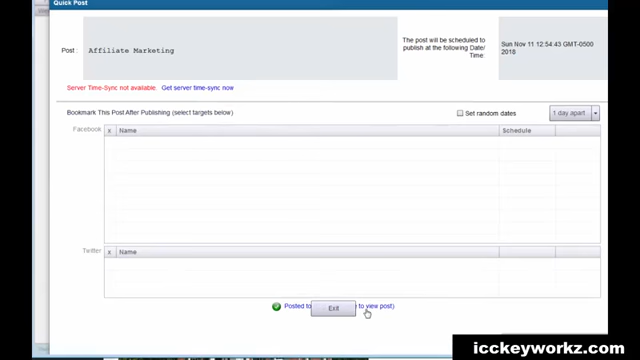 Quick Post
Post :
Affiliate Marketing
The post will be scheduled to
publish at the following Date/
Time:
Sun Nov 11 12:54:43 GMT-0500
2018
Server Time-Sync not available Get server time-sync now
Bookmark This Post After Publishing (select targets below)
Set random dates
1 day apart
Facebook
x Name Schedule
Twitter
x Name
Posted to
Exit
to view post)
icckeyworkz.com